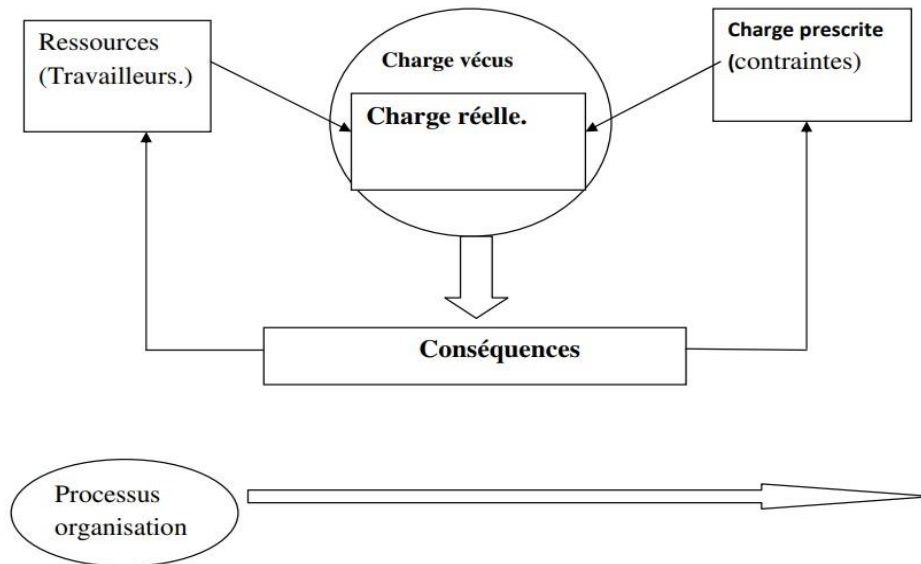 Ressources
(Travailleurs.)
Charge vécus
Charge réelle.
Charge prescrite
(contraintes)
Conséquences
Processus
organisation